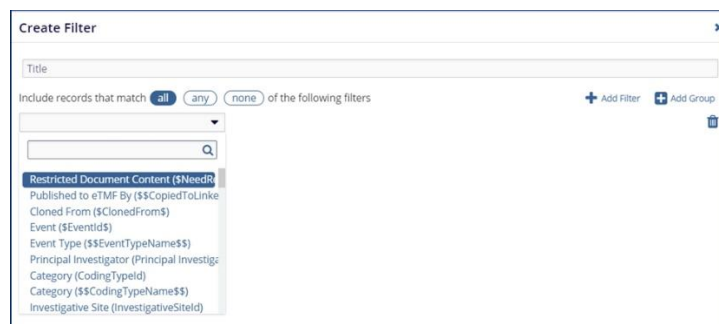 Create Filter
Title
Include records that match all any none of the following filters
Add Filter
Add Group
Restricted Document Content ($NeedR
Published to eTMF By ($$CopiedToLinke
Cloned From ($ClonedFrom$)
Event ($EventId$)
Event Type ($$EventTypeName$$)
Principal Investigator (Principal Investiga
Category (CodingTypeId)
Category ($$CodingTypeName$$)
Investigative Site (InvestigativeSiteId)